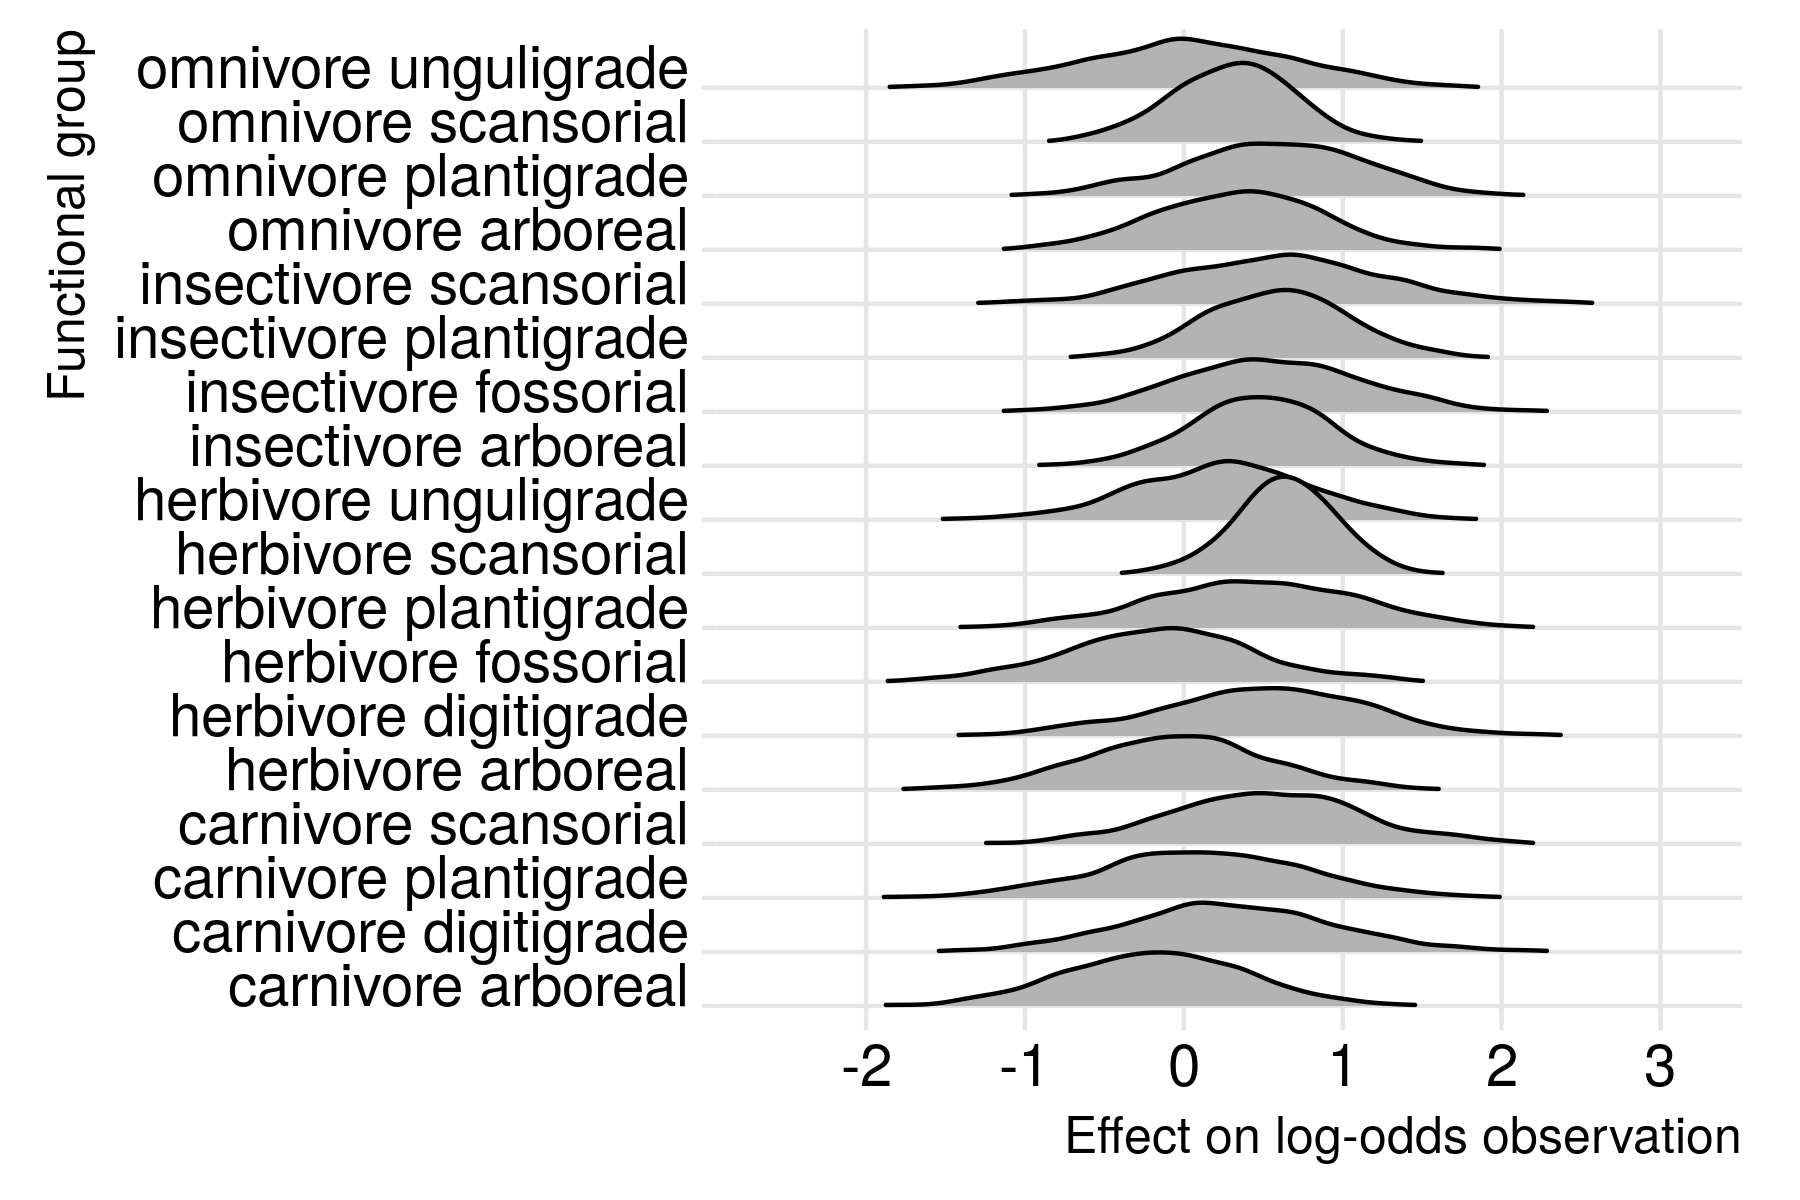 Functional group
omnivore unguligrade
omnivore scansorial
omnivore plantigrade
omnivore arboreal
insectivore scansorial
insectivore plantigrade
insectivore fossorial
insectivore arboreal
herbivore unguligrade
herbivore scansorial
herbivore plantigrade
herbivore fossorial
herbivore digitigrade
herbivore arboreal
carnivore scansorial
carnivore plantigrade
carnivore digitigrade
carnivore arboreal
-2 -1 0 1 2 3
Effect on log-odds observation